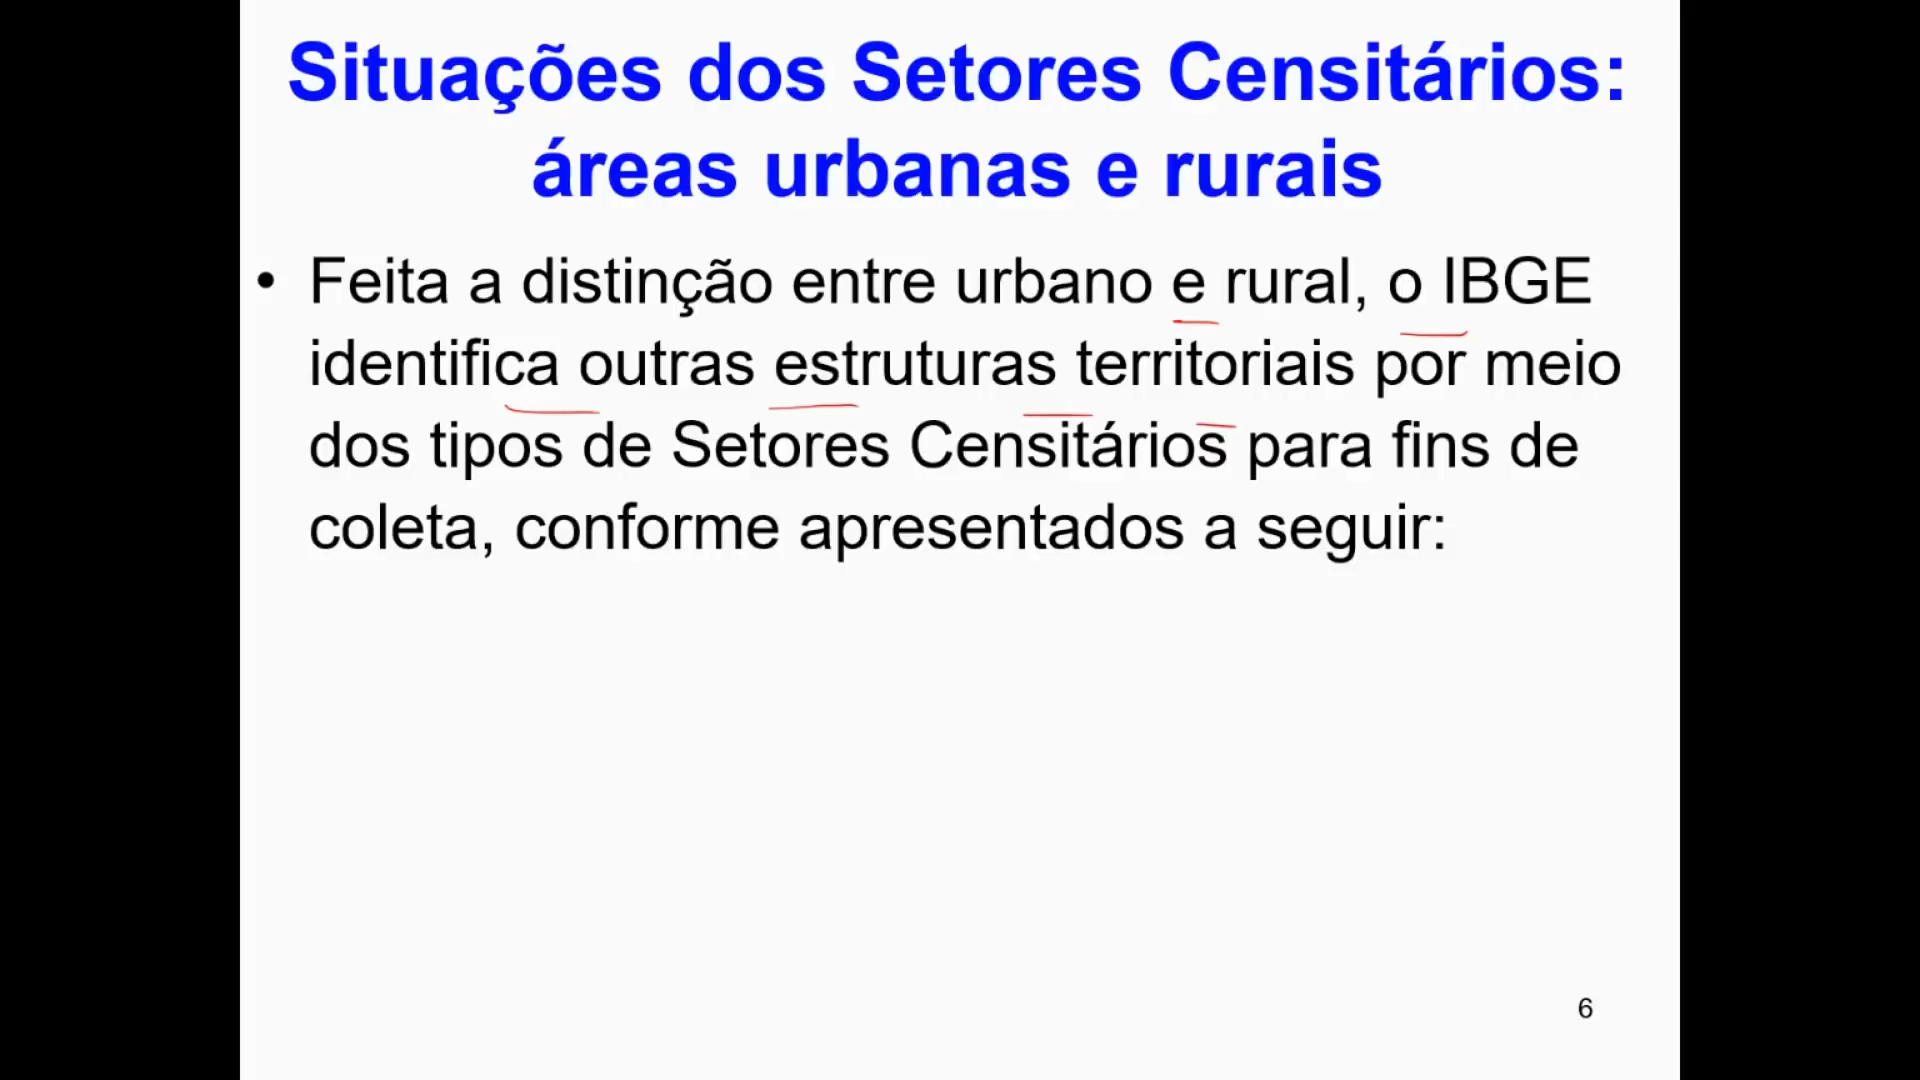 Situações dos Setores Censitários:
áreas urbanas e rurais
• Feita a distinção entre urbano e rural, o IBGE
identifica outras estruturas territoriais por meio
dos tipos de Setores Censitários para fins de
coleta, conforme apresentados a seguir:
6